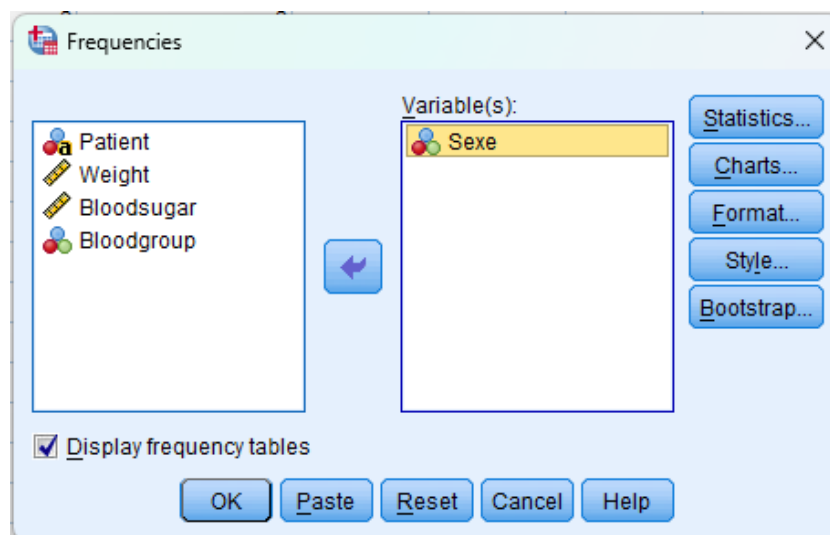 Frequencies
Variable(s):
Patient
Weight
Bloodsugar
Bloodgroup
Sexe
Statistics...
Charts...
Format...
Style...
Bootstrap...
Display frequency tables
OK
Paste
Reset
Cancel
Help